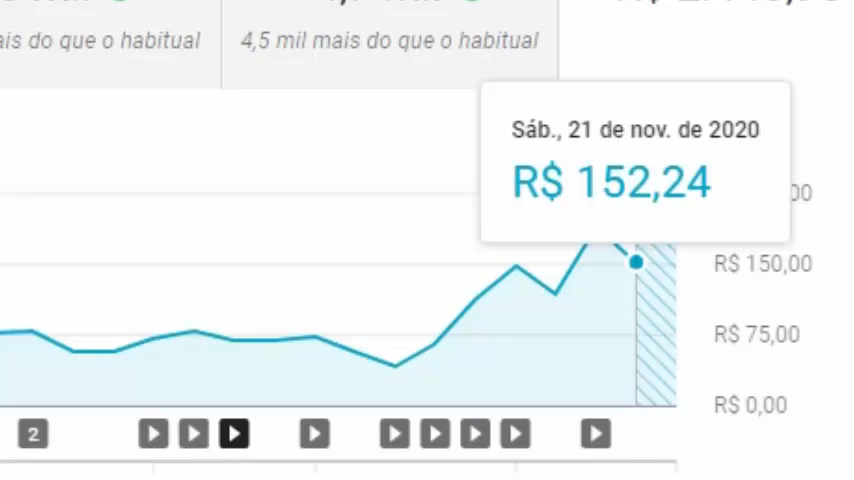 ais do que o habitual
4,5 mil mais do que o habitual
Sáb., 21 de nov. de 2020
R$ 152,24
R$ 150,00
R$ 75,00
R$ 0,00
2